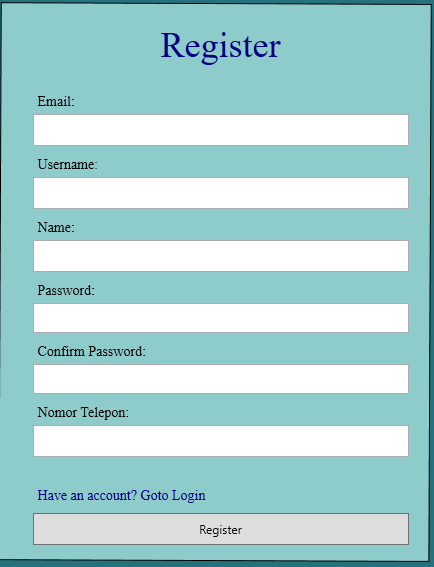 Register
Email:
Username:
Name:
Password:
Confirm Password:
Nomor Telepon:
Have an account? Goto Login
Register